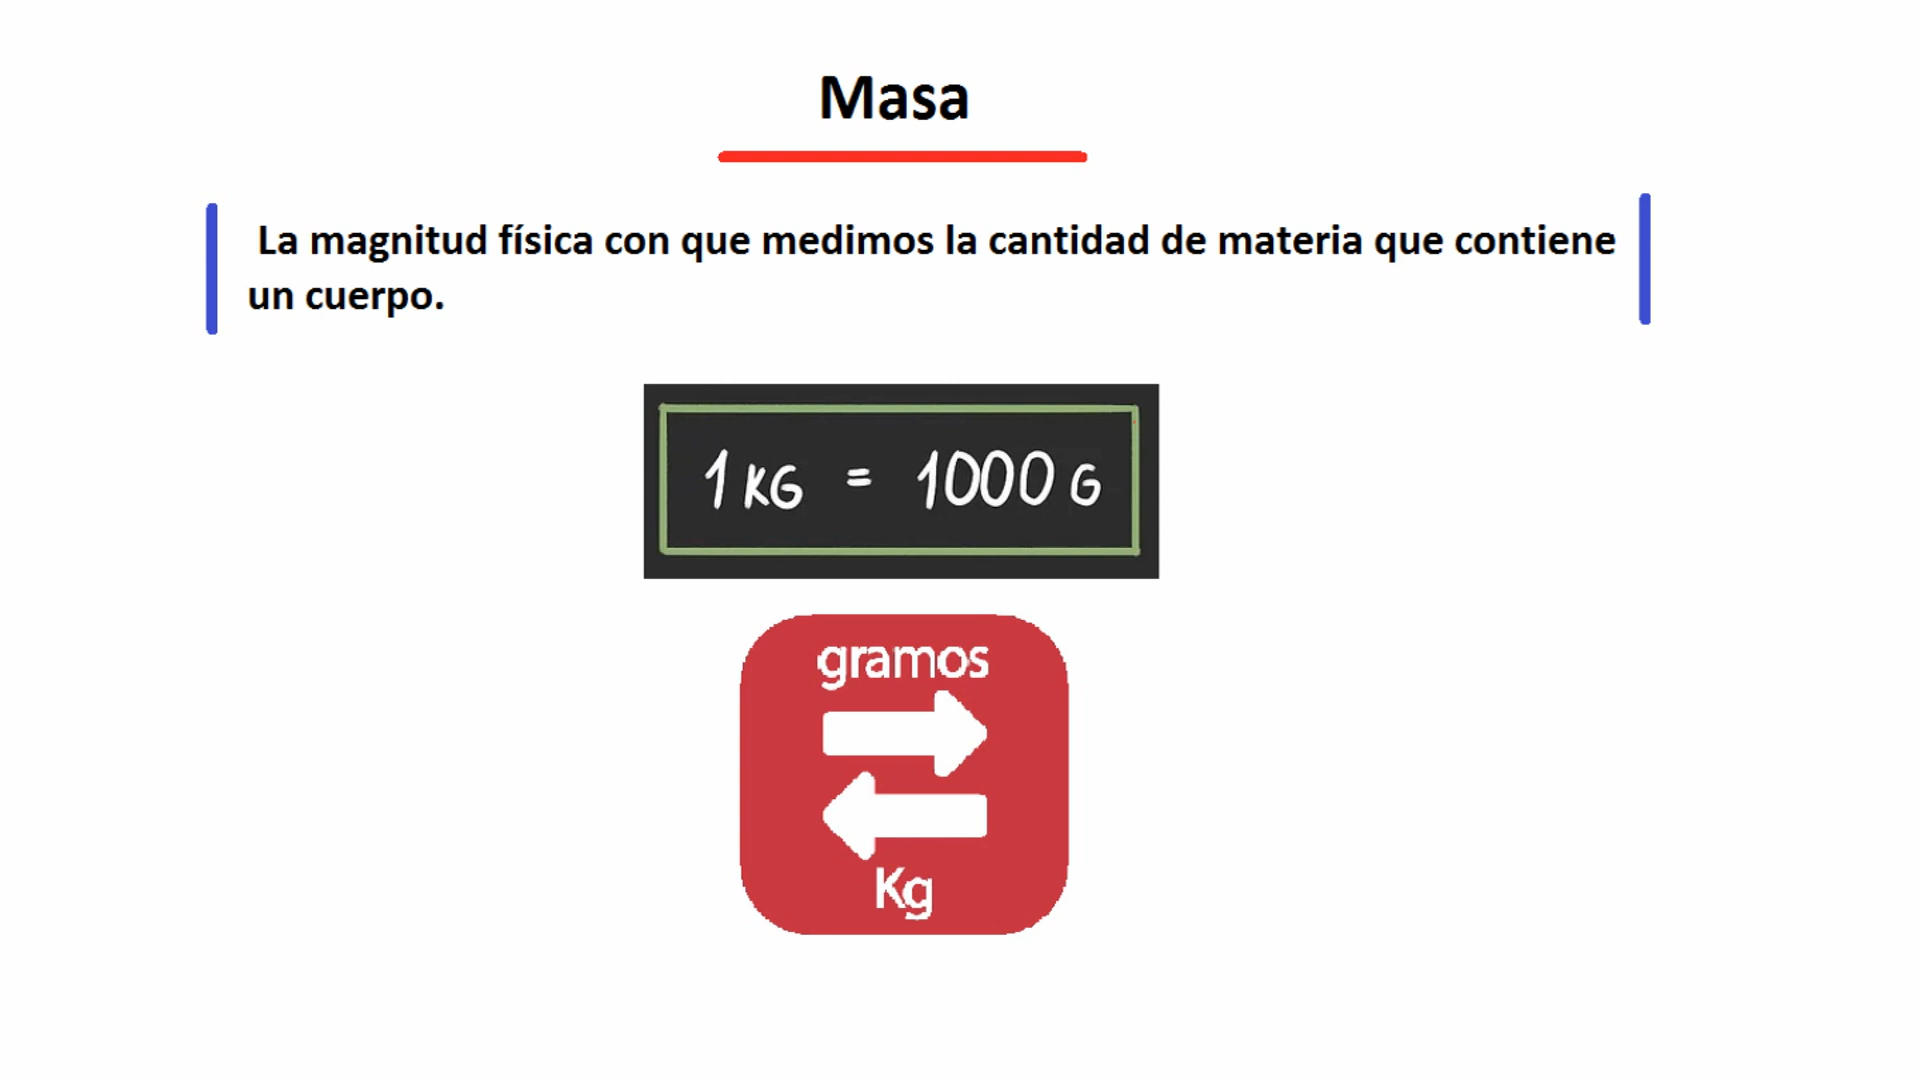 Masa
La magnitud física con que medimos la cantidad de materia que contiene
un cuerpo.
1 KG = 1000 G
gramos
Kg